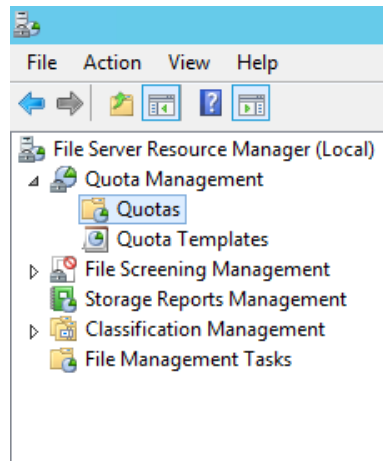 File Action View Help
File Server Resource Manager (Local)
Quota Management
Quotas
Quota Templates
File Screening Management
Storage Reports Management
Classification Management
File Management Tasks